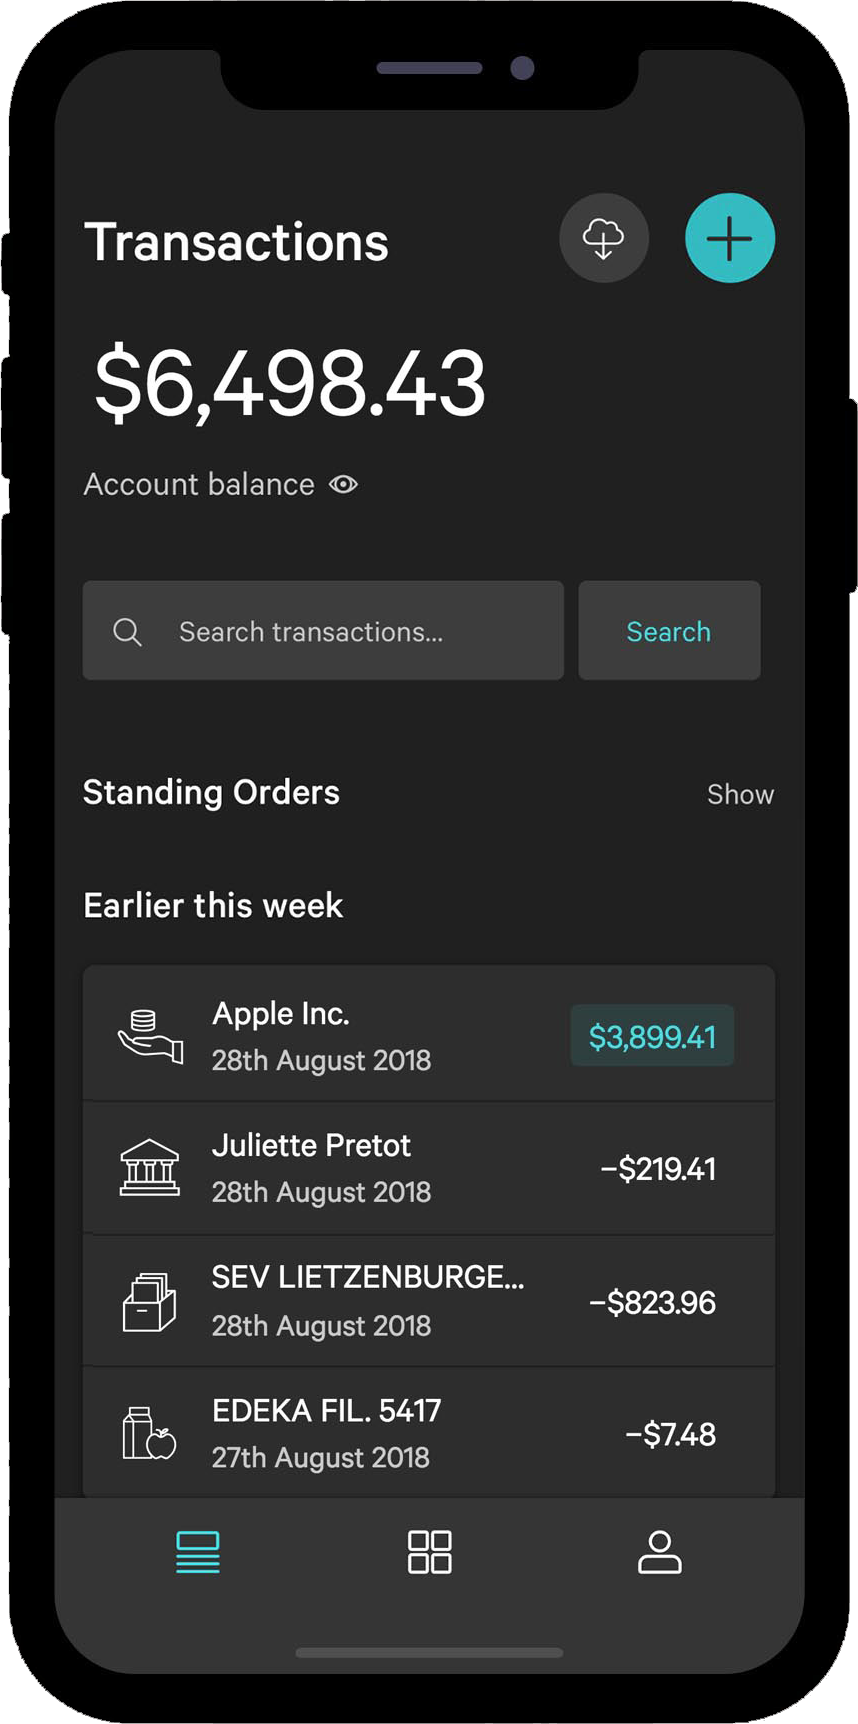 Transactions
$6,498.43
Account balance
Search transactions...
Search
Standing Orders
Show
Earlier this week
Apple Inc.
$3,899.41
28th August 2018
Juliette Pretot
–$219.41
28th August 2018
SEV LIETZENBURGE...
–$823.96
28th August 2018
EDEKA FIL. 5417
–$7.48
27th August 2018